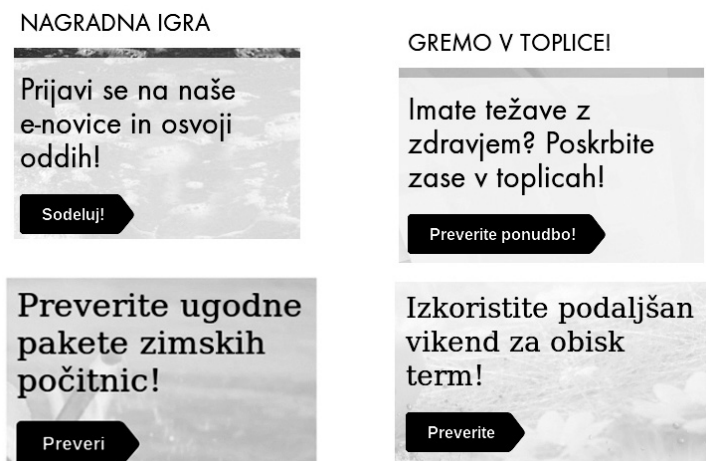 NAGRADNA IGRA
Prijavi se na naše
e-novice in osvoji
oddih!
Sodeluj!
GREMO V TOPLICE!
Imate težave z
zdravjem? Poskrbite
zase v toplicah!
Preverite ponudbo!
Preverite ugodne
pakete zimskih
počitnic!
Preveri
Izkoristite podaljšan
vikend za obisk
term!
Preverite